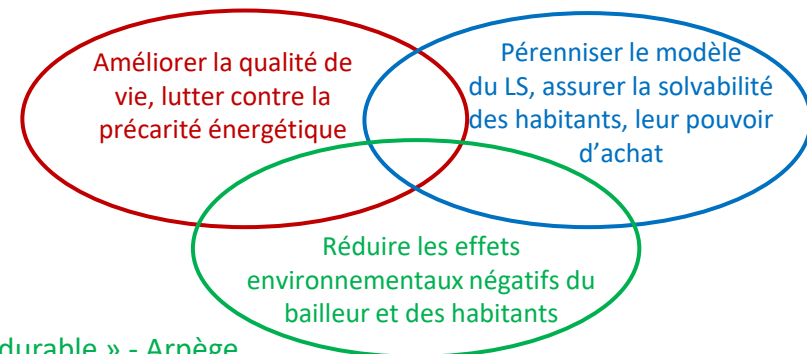 Améliorer la qualité de
vie, lutter contre la
précarité énergétique
Pérenniser le modèle
du LS, assurer la solvabilité
des habitants, leur pouvoir
d’achat
Réduire les effets
environnementaux négatifs du
bailleur et des habitants
durable » - Arpège